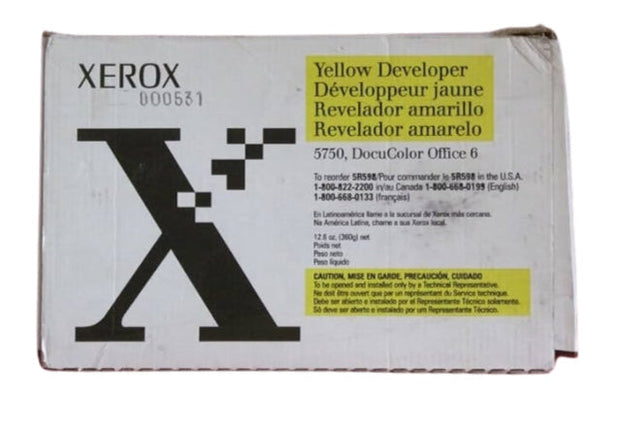 XEROX
000531
Yellow Developer
Développeur jaune
Revelador amarillo
Revelador amarelo
5750, DocuColor Office 6
To reorder 5R598/Pour commander le 5R598 in the U.S.A.
1-800-822-2200 in/au Canada 1-800-668-0199 (English)
1-800-668-0133 (français)
En Latinoamérica llame a la sucursal de Xerox más cercana.
Na América Latina, chame a sua Xerox local.
12.6 oz. (360g) net
Poids net
Peso neto
Peso líquido
CAUTION, MISE EN GARDE, PRECAUCIÓN, CUIDADO
To be opened and installed only by a Technical Representative.
Ne doit être ouvert que par un représentant du Service technique.
Debe ser abierto e instalado por el Representante Técnico solamente.
Só deve ser aberto e instalado por um Representante Técnico.